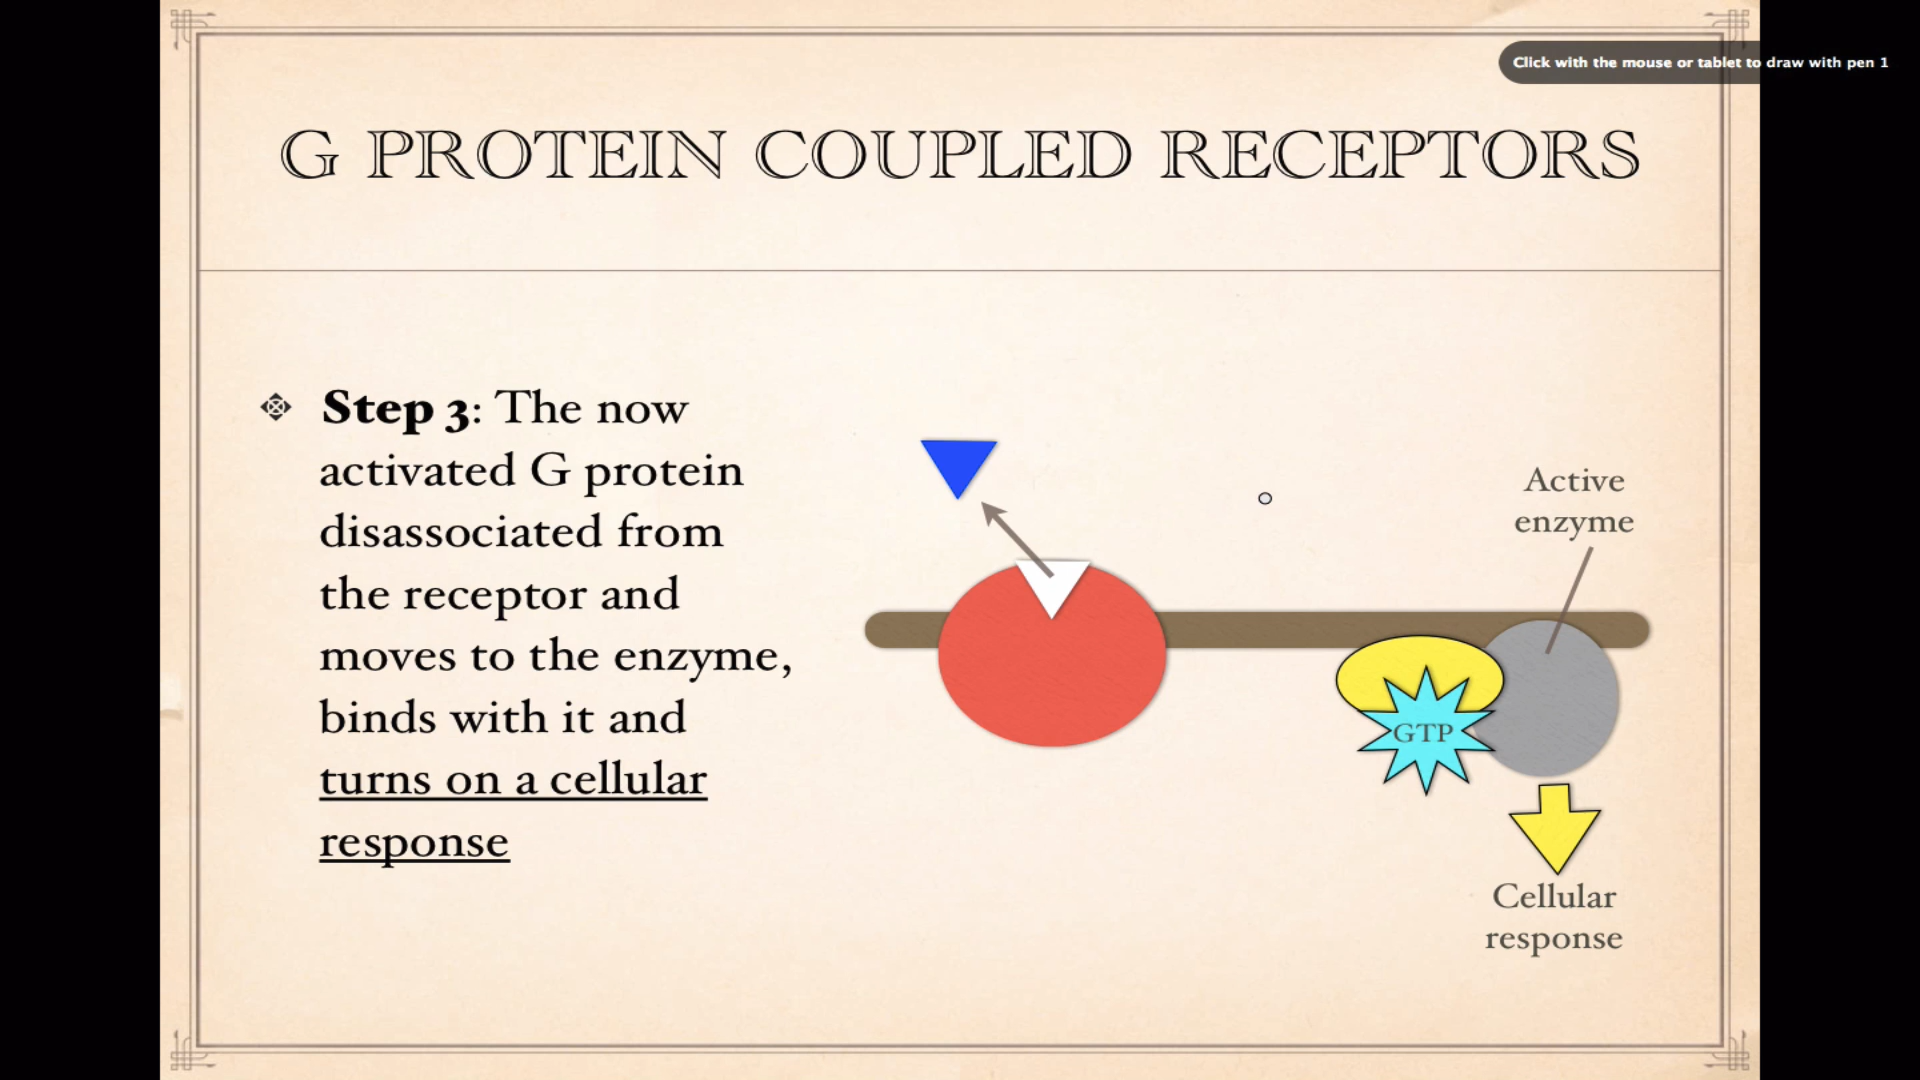 Click with the mouse or tablet to draw with pen 1
G PROTEIN COUPLED RECEPTORS
Step 3: The now
activated G protein
disassociated from
the receptor and
moves to the enzyme,
binds with it and
turns on a cellular
response
Active
enzyme
GTP
Cellular
response